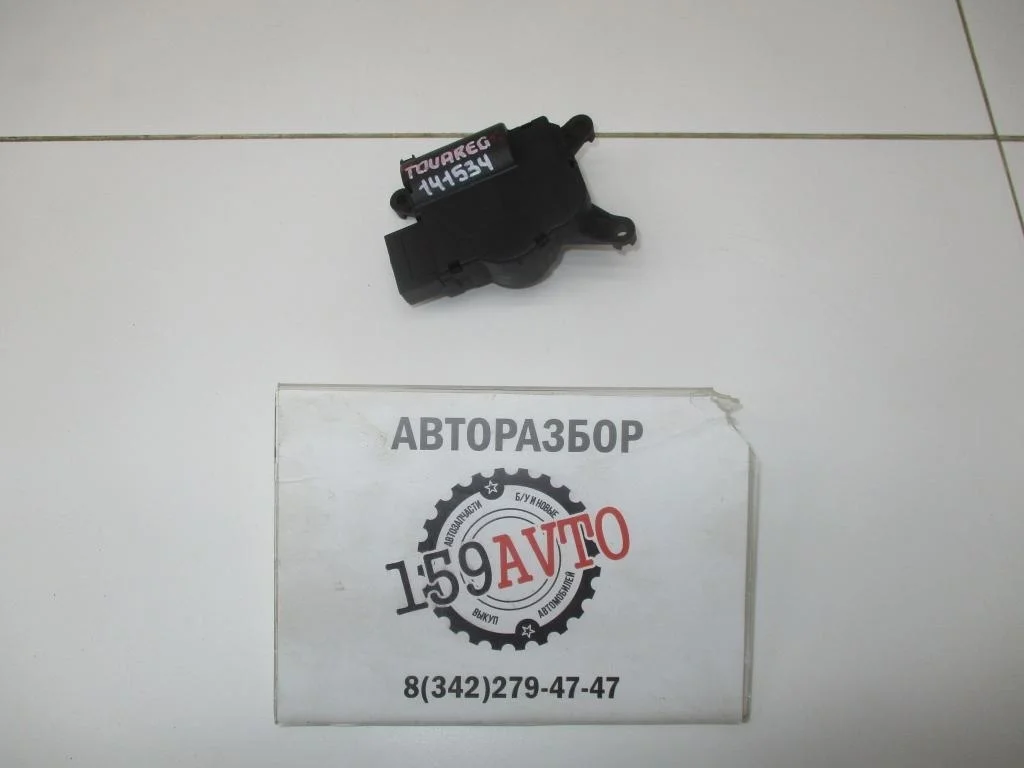 TOUAREG
141534
АВТОРАЗБОР
АВТОЗАПЧАСТИ
Б/У И НОВЫЕ
159AVTO
ВЫКУП
АВТОМОБИЛЕЙ
8(342)279-47-47